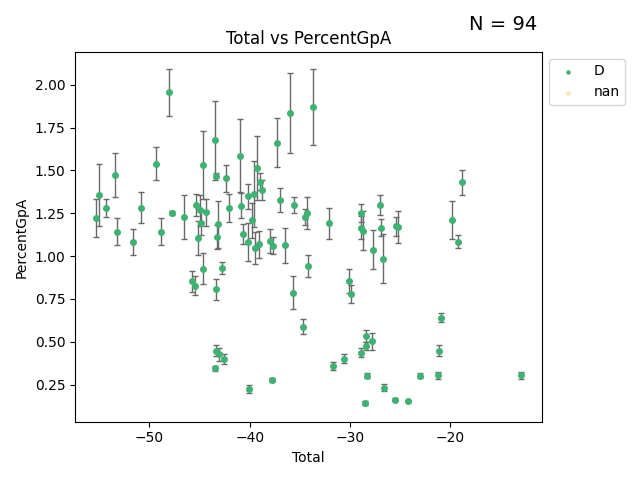 N = 94
Total vs PercentGpA
D
nan
PercentGpA
2.00
1.75
1.50
1.25
1.00
0.75
0.50
0.25
−50 −40 −30 −20
Total